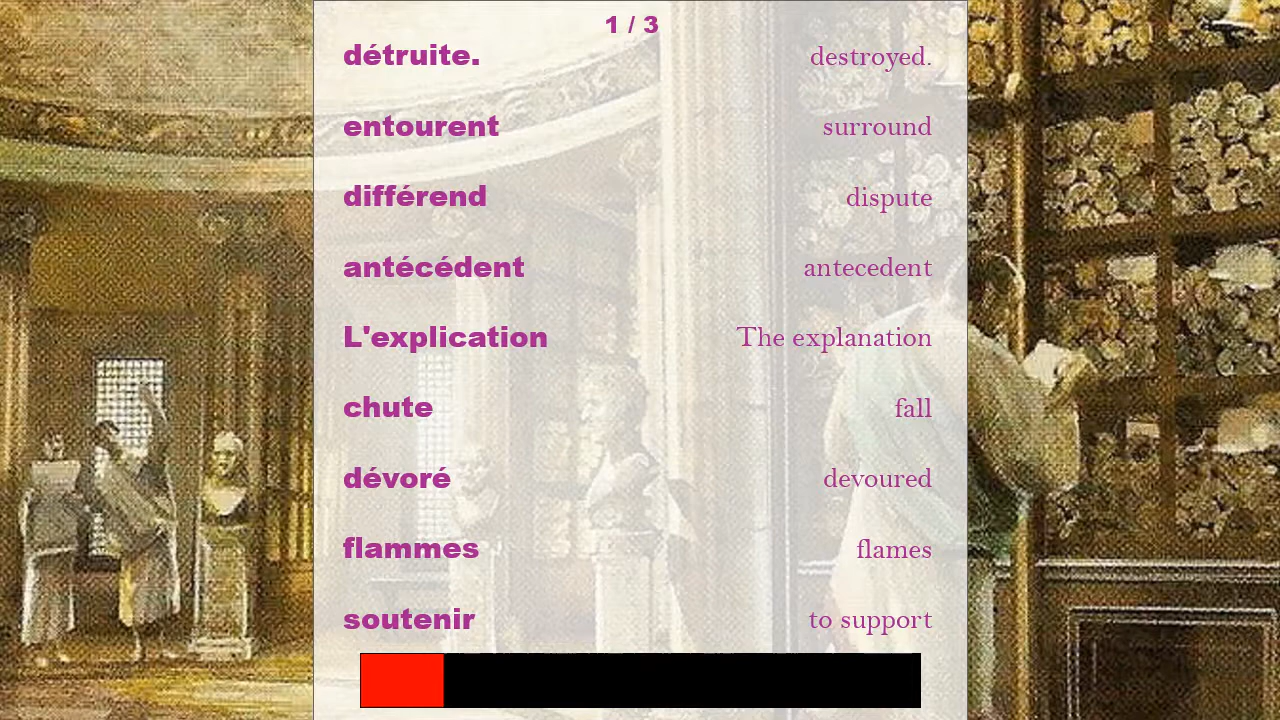 1 / 3
détruite. destroyed.
entourent surround
différend dispute
antécédent antecedent
L'explication The explanation
chute fall
dévoré devoured
flammes flames
soutenir to support